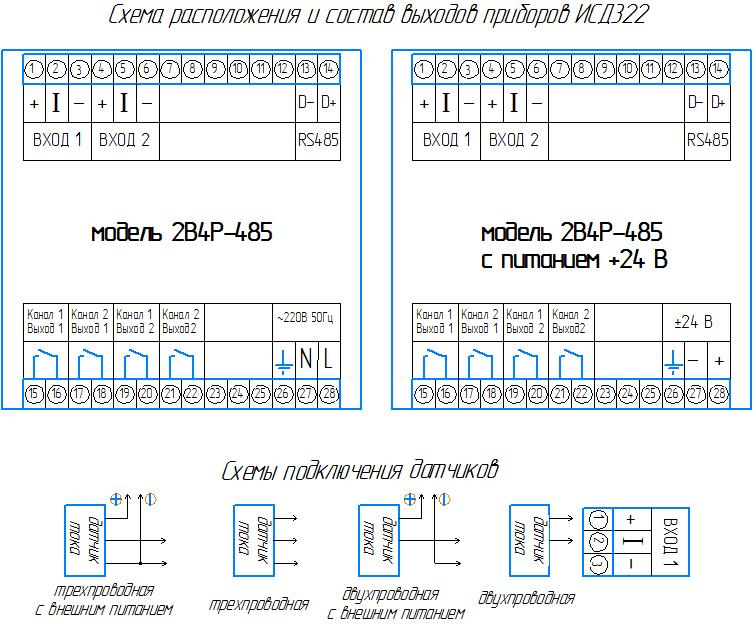 Схема расположения и состав выходов приборов ИСД322
1 2 3 4 5 6 7 8 9 10 11 12 13 14
+ I − + I − D− D+
ВХОД 1 ВХОД 2 RS485
модель 2В4Р-485
Канал 1 Канал 2 Канал 1 Канал 2 ~220В 50Гц
Выход 1 Выход 1 Выход 2 Выход2
N L
15 16 17 18 19 20 21 22 23 24 25 26 27 28
1 2 3 4 5 6 7 8 9 10 11 12 13 14
+ I − + I − D− D+
ВХОД 1 ВХОД 2 RS485
модель 2В4Р-485
с питанием +24 В
Канал 1 Канал 2 Канал 1 Канал 2 ±24 В
Выход 1 Выход 1 Выход 2 Выход2
− +
15 16 17 18 19 20 21 22 23 24 25 26 27 28
Схемы подключения датчиков
+ −
датчик
тока
трехпроводная
с внешним питанием
датчик
тока
трехпроводная
+ −
датчик
тока
двухпроводная
с внешним питанием
датчик
тока
двухпроводная
1 +
2 I
3 −
ВХОД 1